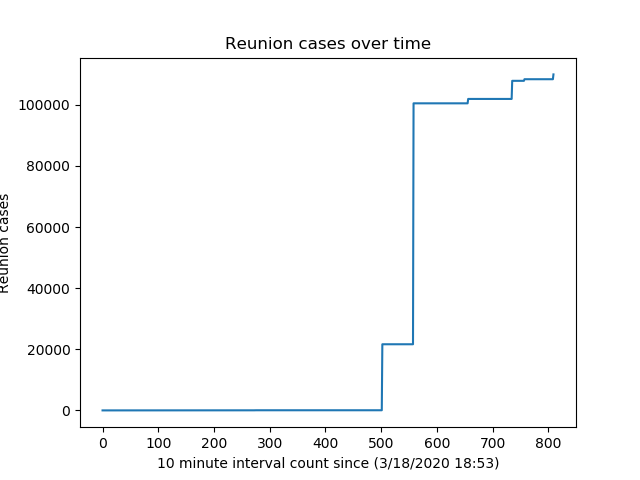 Reunion cases over time
100000
80000
60000
40000
20000
0
Reunion cases
0 100 200 300 400 500 600 700 800
10 minute interval count since (3/18/2020 18:53)